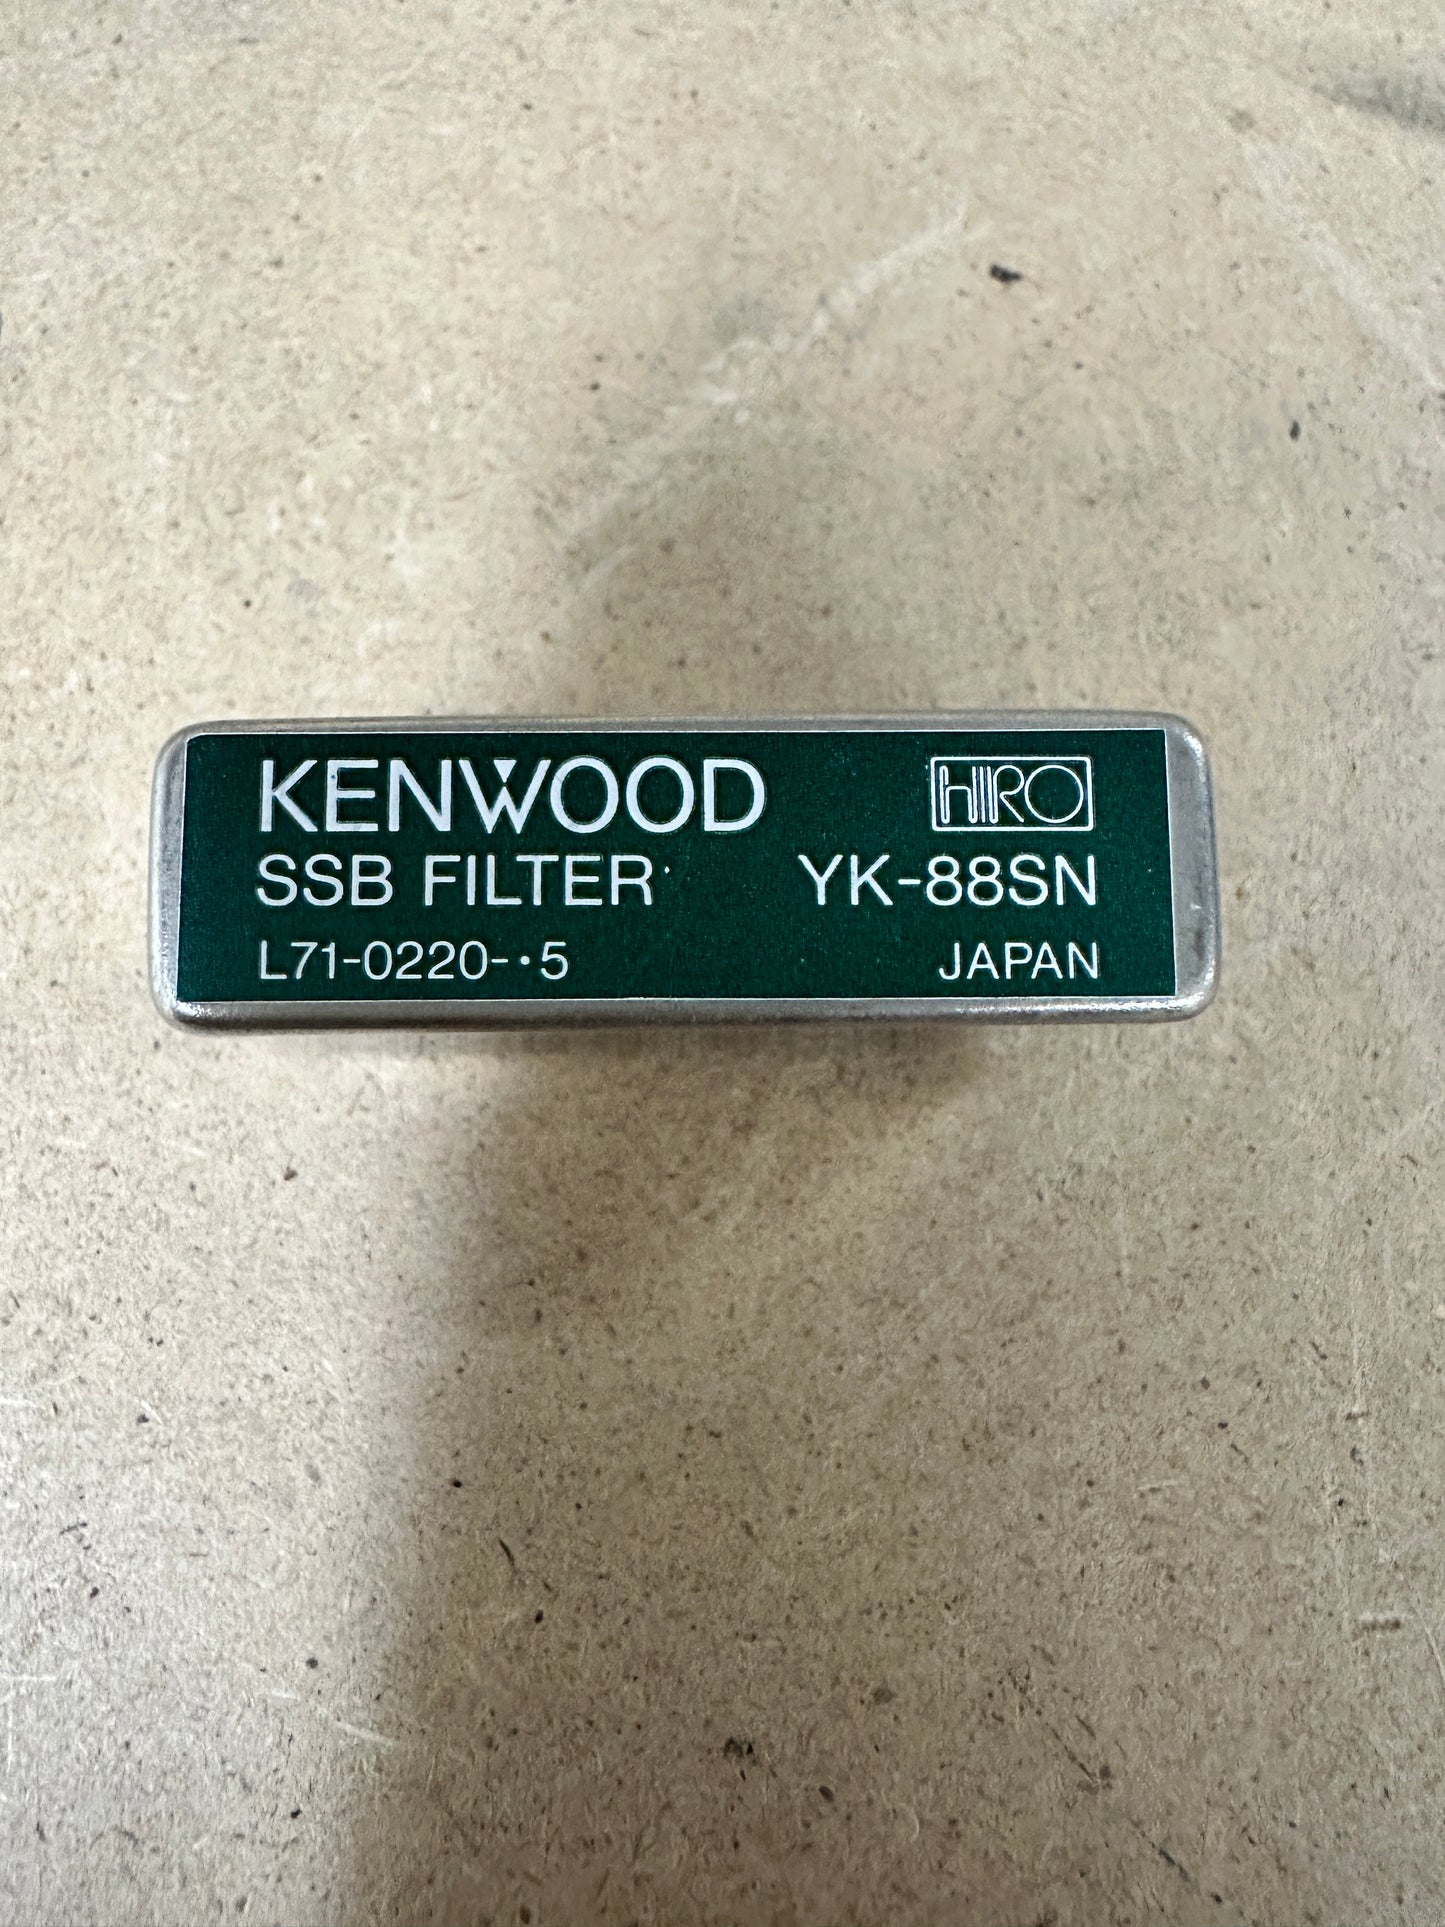 KENWOOD HIRO
SSB FILTER YK-88SN
L71-0220-·5 JAPAN